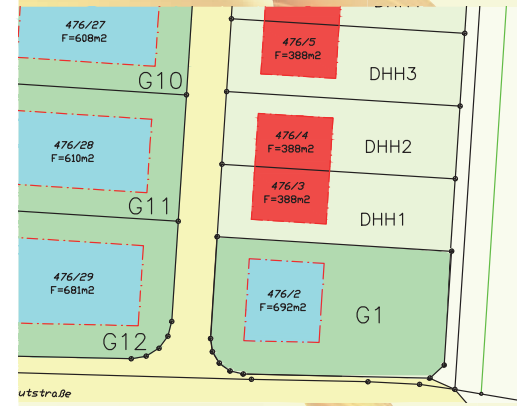 476/27
F=608m2
G10
476/5
F=388m2
DHH3
476/28
F=610m2
G11
476/4
F=388m2
DHH2
476/3
F=388m2
DHH1
476/29
F=681m2
G12
476/2
F=692m2
G1
utstraße